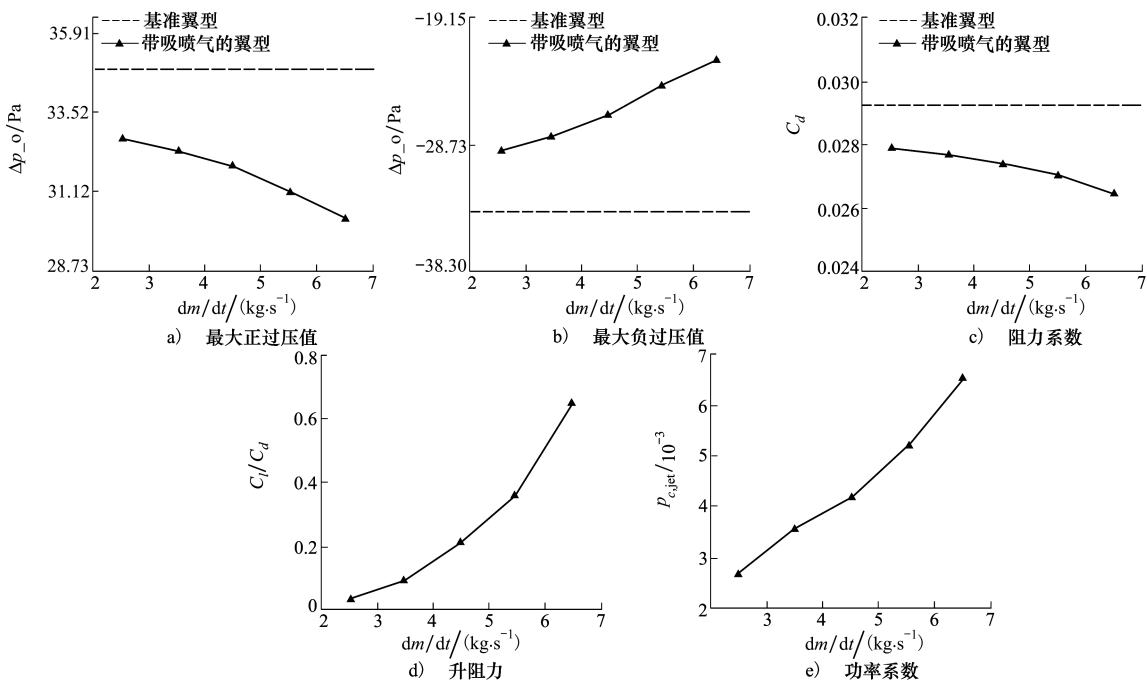 基准翼型
带吸喷气的翼型
35.91
33.52
31.12
28.73
Δp_o/Pa
2 3 4 5 6 7
dm/dt/(kg·s⁻¹)
a) 最大正过压值
基准翼型
带吸喷气的翼型
−19.15
−28.73
−38.30
Δp_o/Pa
2 3 4 5 6 7
dm/dt/(kg·s⁻¹)
b) 最大负过压值
基准翼型
带吸喷气的翼型
0.032
0.030
0.028
0.026
0.024
C_d
2 3 4 5 6 7
dm/dt/(kg·s⁻¹)
c) 阻力系数
0.8
0.6
0.4
0.2
0
C_l/C_d
2 3 4 5 6 7
dm/dt/(kg·s⁻¹)
d) 升阻力
7
6
5
4
3
2
p_{c,jet}/10⁻³
3 4 5 6 7
dm/dt/(kg·s⁻¹)
e) 功率系数